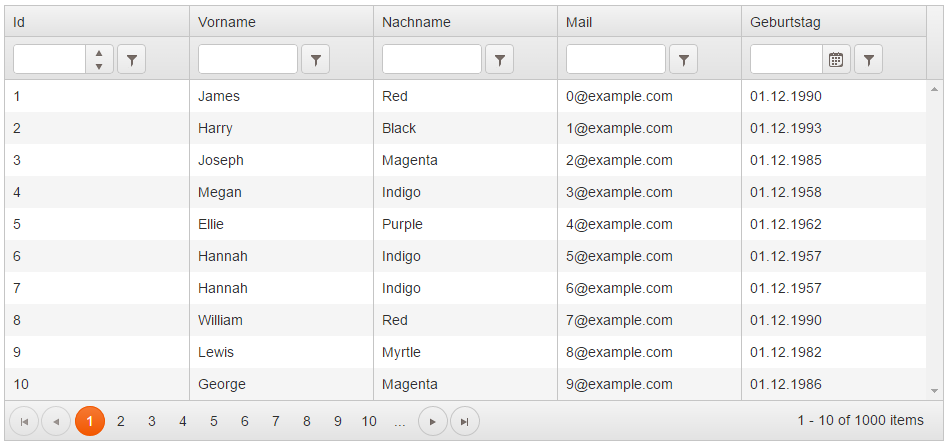 Id Vorname Nachname Mail Geburtstag
1 James Red 0@example.com 01.12.1990
2 Harry Black 1@example.com 01.12.1993
3 Joseph Magenta 2@example.com 01.12.1985
4 Megan Indigo 3@example.com 01.12.1958
5 Ellie Purple 4@example.com 01.12.1962
6 Hannah Indigo 5@example.com 01.12.1957
7 Hannah Indigo 6@example.com 01.12.1957
8 William Red 7@example.com 01.12.1990
9 Lewis Myrtle 8@example.com 01.12.1982
10 George Magenta 9@example.com 01.12.1986
1 2 3 4 5 6 7 8 9 10 ... 1 - 10 of 1000 items